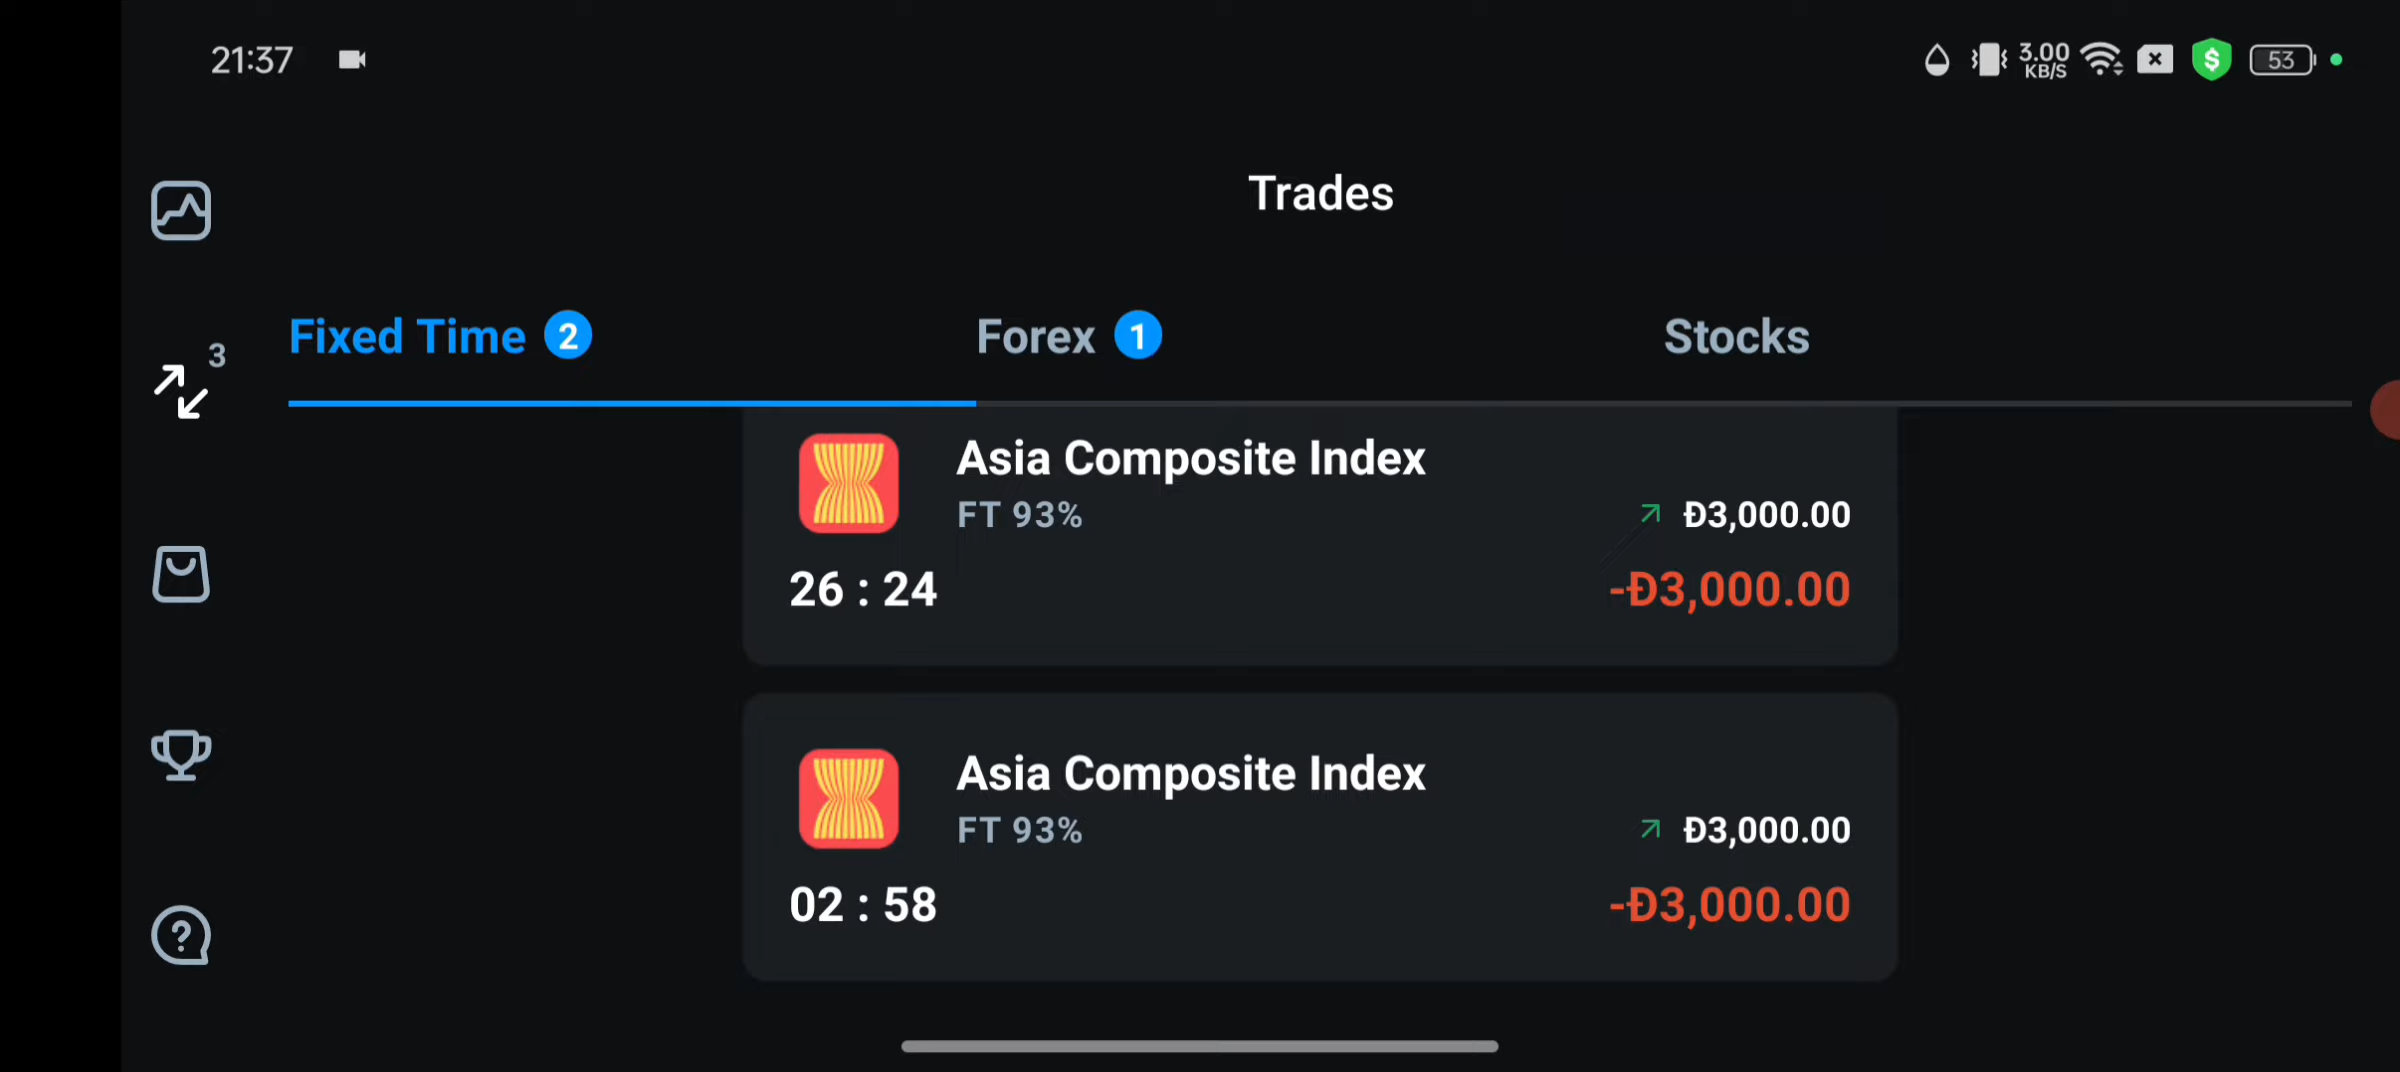 21:37
3.00
KB/S
53
Trades
3
Fixed Time 2
Forex 1
Stocks
Asia Composite Index
FT 93%
Đ3,000.00
26 : 24
-Đ3,000.00
Asia Composite Index
FT 93%
Đ3,000.00
02 : 58
-Đ3,000.00